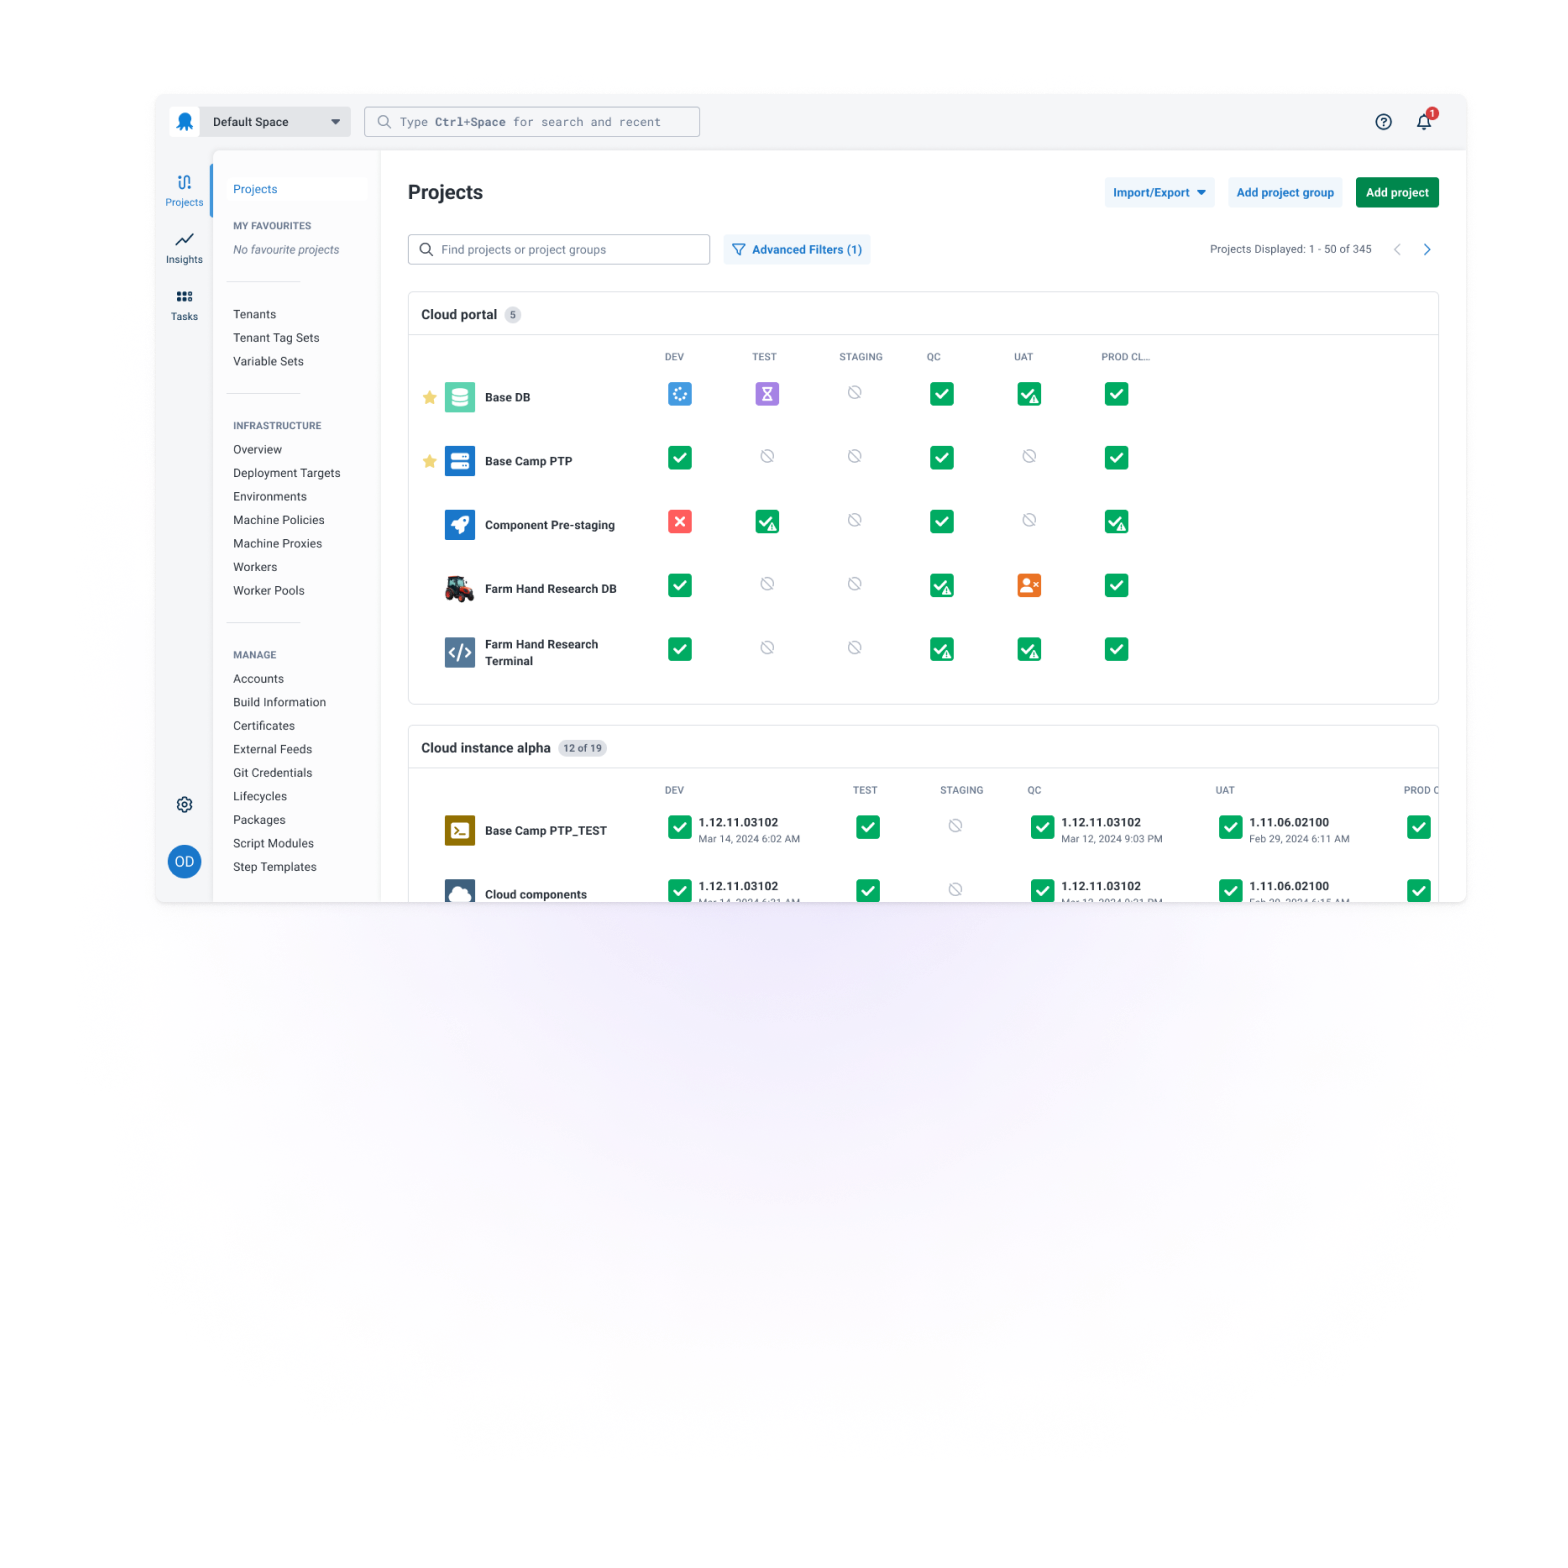 Default Space
Type Ctrl+Space for search and recent
1
Projects
Insights
Tasks
OD
Projects
MY FAVOURITES
No favourite projects
Tenants
Tenant Tag Sets
Variable Sets
INFRASTRUCTURE
Overview
Deployment Targets
Environments
Machine Policies
Machine Proxies
Workers
Worker Pools
MANAGE
Accounts
Build Information
Certificates
External Feeds
Git Credentials
Lifecycles
Packages
Script Modules
Step Templates
Projects
Import/Export
Add project group
Add project
Find projects or project groups
Advanced Filters (1)
Projects Displayed: 1 - 50 of 345
Cloud portal 5
DEV TEST STAGING QC UAT PROD CL...
Base DB
Base Camp PTP
Component Pre-staging
Farm Hand Research DB
Farm Hand Research
Terminal
Cloud instance alpha 12 of 19
DEV TEST STAGING QC UAT PROD C
Base Camp PTP_TEST
1.12.11.03102
Mar 14, 2024 6:02 AM
1.12.11.03102
Mar 12, 2024 9:03 PM
1.11.06.02100
Feb 29, 2024 6:11 AM
Cloud components
1.12.11.03102
1.12.11.03102
1.11.06.02100